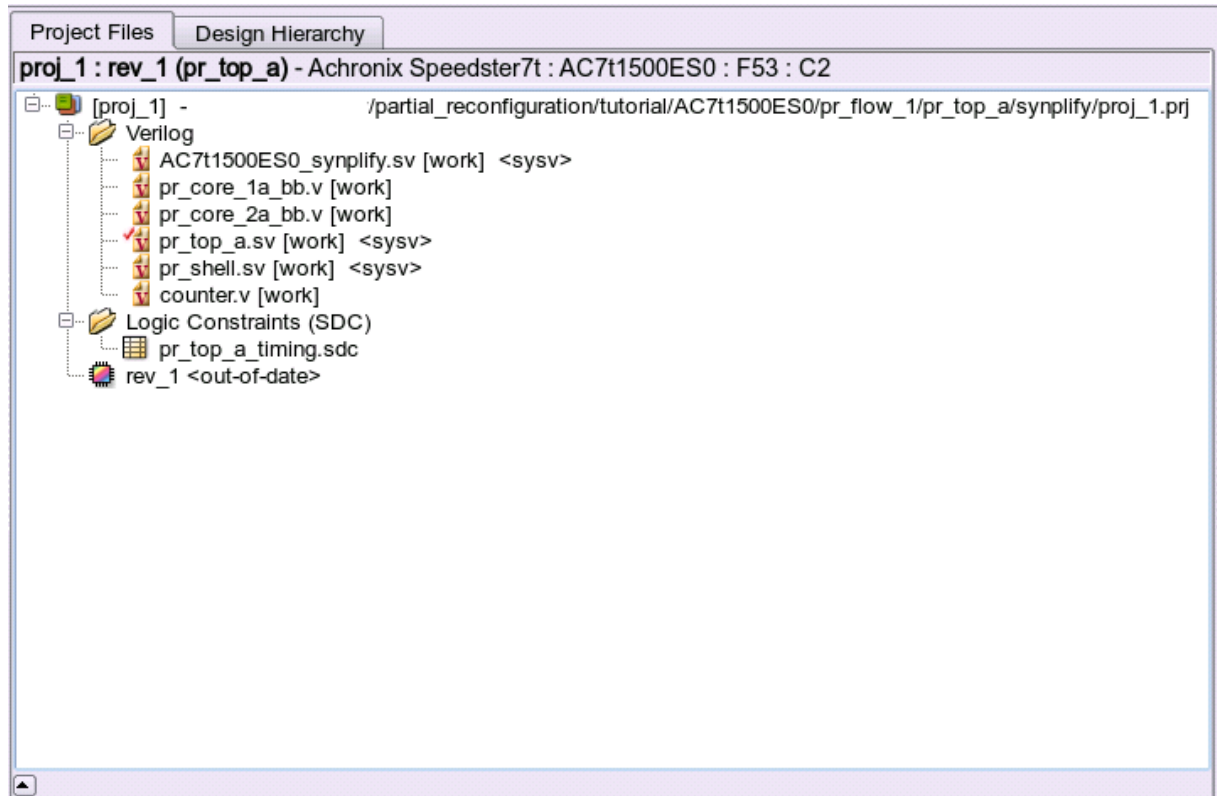 Project Files Design Hierarchy
proj_1 : rev_1 (pr_top_a) - Achronix Speedster7t : AC7t1500ES0 : F53 : C2
[proj_1] - /partial_reconfiguration/tutorial/AC7t1500ES0/pr_flow_1/pr_top_a/synplify/proj_1.prj
Verilog
AC7t1500ES0_synplify.sv [work] <sysv>
pr_core_1a_bb.v [work]
pr_core_2a_bb.v [work]
pr_top_a.sv [work] <sysv>
pr_shell.sv [work] <sysv>
counter.v [work]
Logic Constraints (SDC)
pr_top_a_timing.sdc
rev_1 <out-of-date>